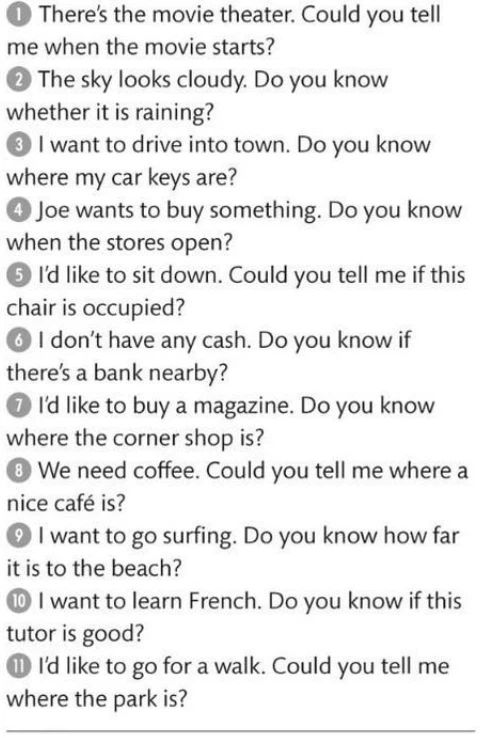 1 There's the movie theater. Could you tell
me when the movie starts?
2 The sky looks cloudy. Do you know
whether it is raining?
3 I want to drive into town. Do you know
where my car keys are?
4 Joe wants to buy something. Do you know
when the stores open?
5 I'd like to sit down. Could you tell me if this
chair is occupied?
6 I don't have any cash. Do you know if
there's a bank nearby?
7 I'd like to buy a magazine. Do you know
where the corner shop is?
8 We need coffee. Could you tell me where a
nice café is?
9 I want to go surfing. Do you know how far
it is to the beach?
10 I want to learn French. Do you know if this
tutor is good?
11 I'd like to go for a walk. Could you tell me
where the park is?